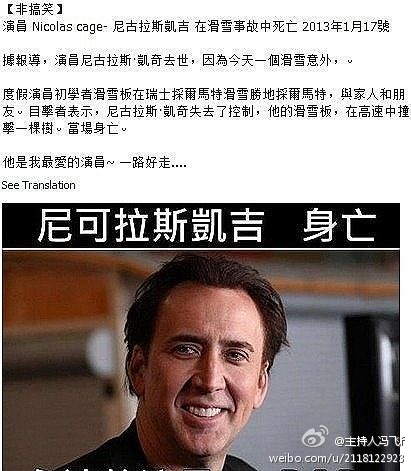 【非搞笑】
演員 Nicolas cage- 尼古拉斯凱吉 在滑雪事故中死亡 2013年1月17號
據報導，演員尼古拉斯·凱奇去世，因為今天一個滑雪意外，。
度假演員初學者滑雪板在瑞士採爾馬特滑雪勝地採爾馬特，與家人和朋
友。目擊者表示，尼古拉斯·凱奇失去了控制，他的滑雪板，在高速中撞
擊一棵樹。當場身亡。
他是我最愛的演員~ 一路好走....
See Translation
尼可拉斯凱吉 身亡
@主持人冯飞
weibo.com/u/2118122923